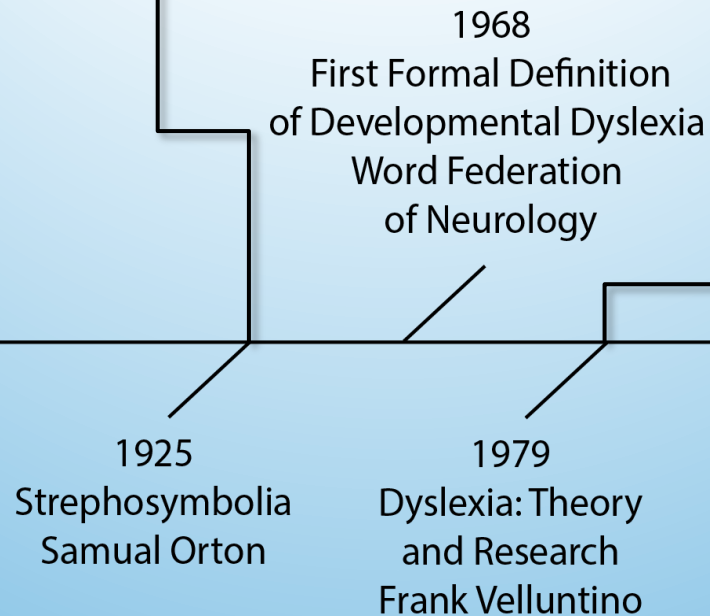 1968
First Formal Definition
of Developmental Dyslexia
Word Federation
of Neurology
1925
Strephosymbolia
Samual Orton
1979
Dyslexia: Theory
and Research
Frank Velluntino